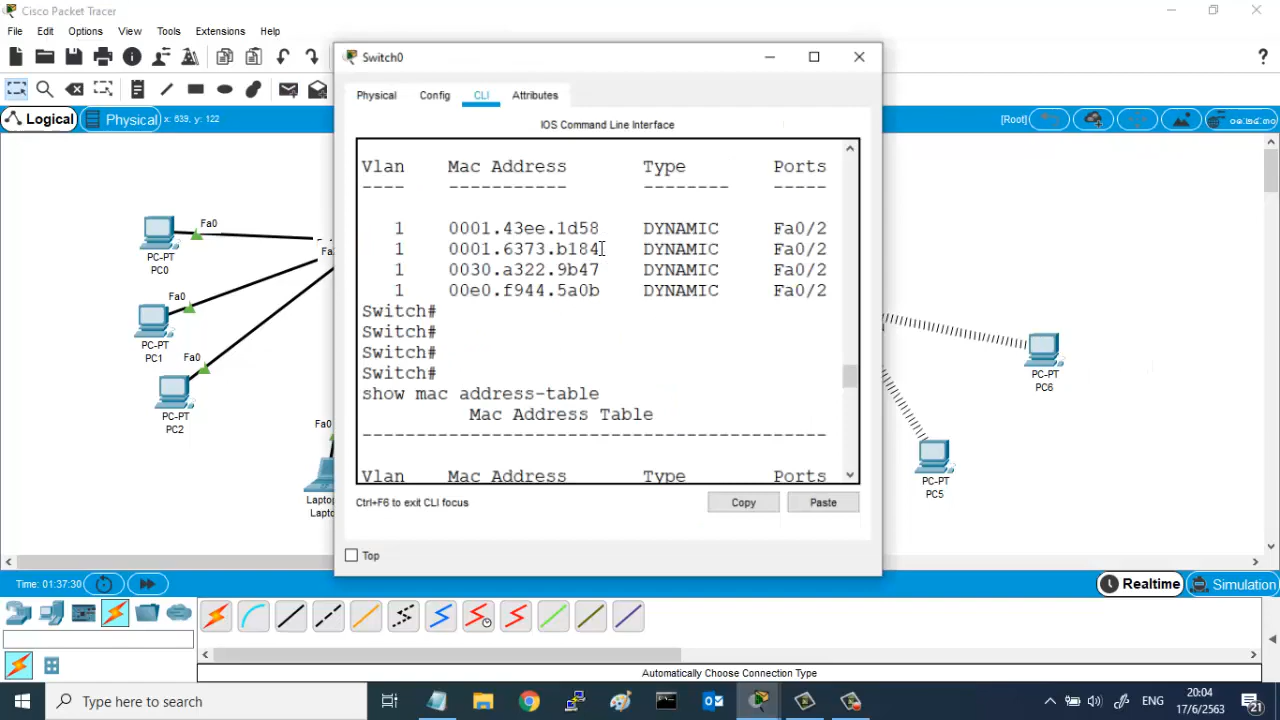 Cisco Packet Tracer
File Edit Options View Tools Extensions Help
Logical Physical x: 639, y: 122
[Root]
Switch0
Physical Config CLI Attributes
IOS Command Line Interface
Vlan Mac Address Type Ports
---- ----------- -------- -----
1 0001.43ee.1d58 DYNAMIC Fa0/2
1 0001.6373.b184 DYNAMIC Fa0/2
1 0030.a322.9b47 DYNAMIC Fa0/2
1 00e0.f944.5a0b DYNAMIC Fa0/2
Switch#
Switch#
Switch#
Switch#
show mac address-table
Mac Address Table
-------------------------------------------
Vlan Mac Address Type Ports
Ctrl+F6 to exit CLI focus
Copy Paste
Top
Fa0
PC-PT
PC0
Fa0
PC-PT
PC1
Fa0
PC-PT
PC2
Fa
Fa0
Laptop
Lapto
PC-PT
PC6
PC-PT
PC5
Time: 01:37:30
Realtime Simulation
Automatically Choose Connection Type
Type here to search
ENG
20:04
17/6/2563
21